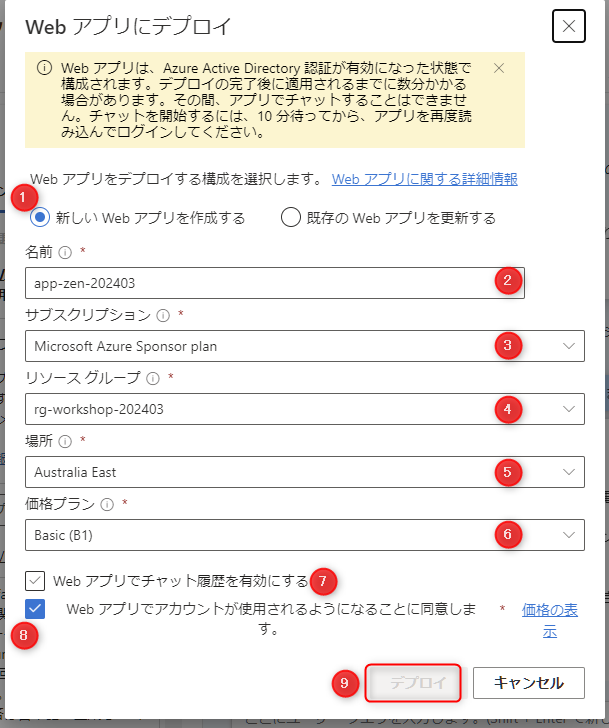 Web アプリにデプロイ
Web アプリは、Azure Active Directory 認証が有効になった状態で
構成されます。デプロイの完了後に適用されるまでに数分かかる
場合があります。その間、アプリでチャットすることはできませ
ん。チャットを開始するには、10 分待ってから、アプリを再度読
み込んでログインしてください。
Web アプリをデプロイする構成を選択します。 Web アプリに関する詳細情報
1
新しい Web アプリを作成する 既存の Web アプリを更新する
名前 *
app-zen-202403 2
サブスクリプション *
Microsoft Azure Sponsor plan 3
リソース グループ *
rg-workshop-202403 4
場所 *
Australia East 5
価格プラン *
Basic (B1) 6
Web アプリでチャット履歴を有効にする 7
Web アプリでアカウントが使用されるようになることに同意しま * 価格の表
8 す。 示
9 デプロイ キャンセル